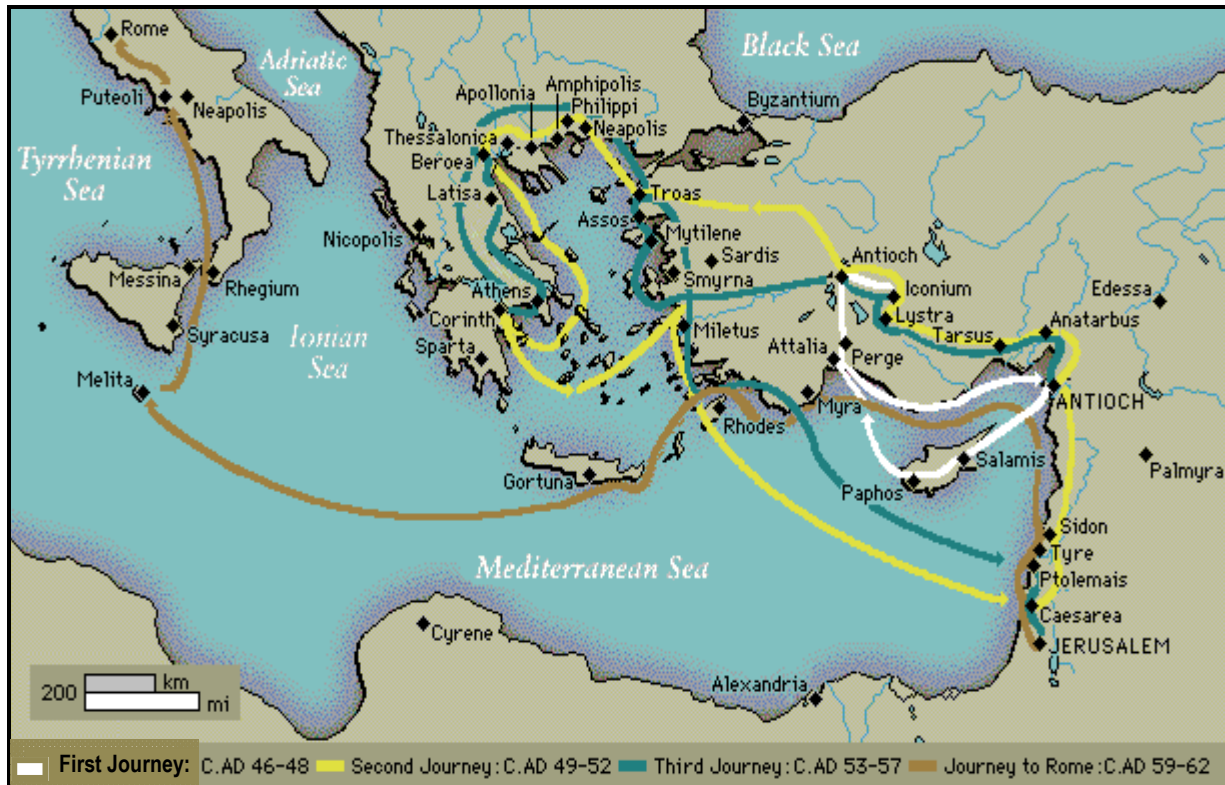 Rome
Adriatic
Sea
Black Sea
Puteoli
Neapolis
Apollonia
Amphipolis
Philippi
Neapolis
Byzantium
Thessalonica
Beroea
Tyrrhenian
Sea
Latisa
Troas
Assos
Mytilene
Nicopolis
Sardis
Smyrna
Antioch
Messina
Rhegium
Iconium
Edessa
Athens
Corinth
Lystra
Syracusa
Ionian
Sea
Sparta
Miletus
Tarsus
Anatarbus
Attalia
Perge
Melita
Myra
ANTIOCH
Rhodes
Gortuna
Salamis
Palmyra
Paphos
Mediterranean Sea
Sidon
Tyre
Ptolemais
Caesarea
Cyrene
JERUSALEM
Alexandria
200 km
mi
First Journey: C.AD 46-48 Second Journey:C.AD 49-52 Third Journey:C.AD 53-57 Journey to Rome:C.AD 59-62